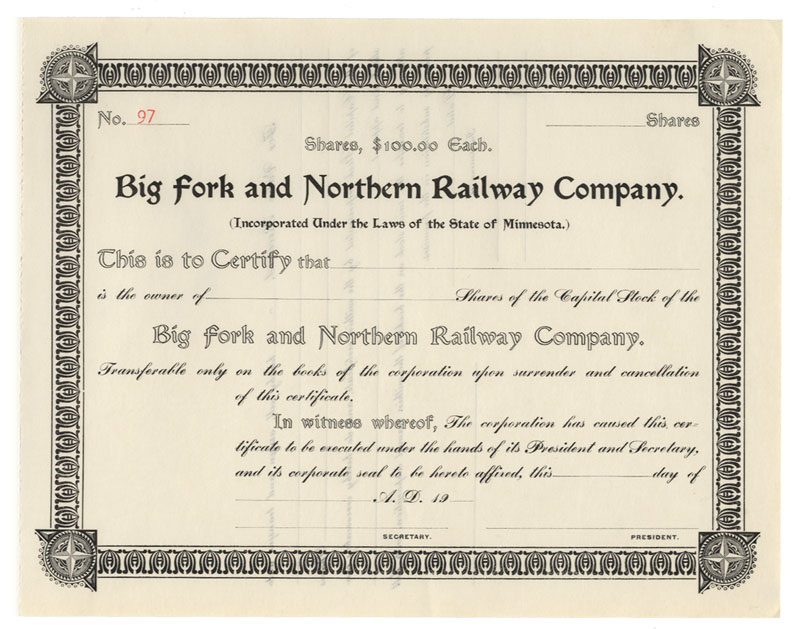 No. 97 Shares
Shares, $100.00 Each.
Big Fork and Northern Railway Company.
(Incorporated Under the Laws of the State of Minnesota.)
This is to Certify that
is the owner of Shares of the Capital Stock of the
Big Fork and Northern Railway Company.
Transferable only on the books of the corporation upon surrender and cancellation
of this certificate.
In witness whereof, The corporation has caused this cer-
tificate to be executed under the hands of its President and Secretary,
and its corporate seal to be hereto affixed, this day of
A. D. 19
SECRETARY. PRESIDENT.